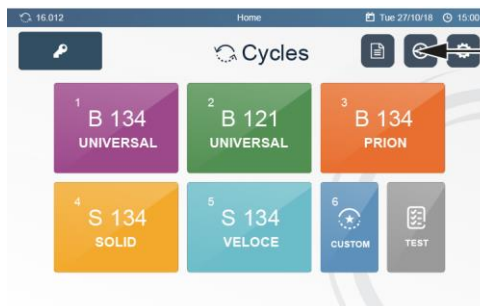 16.012 Home Tue 27/10/18 15:00
Cycles
1 2 3
B 134 B 121 B 134
UNIVERSAL UNIVERSAL PRION
4 5 6
S 134 S 134
SOLID VELOCE CUSTOM TEST